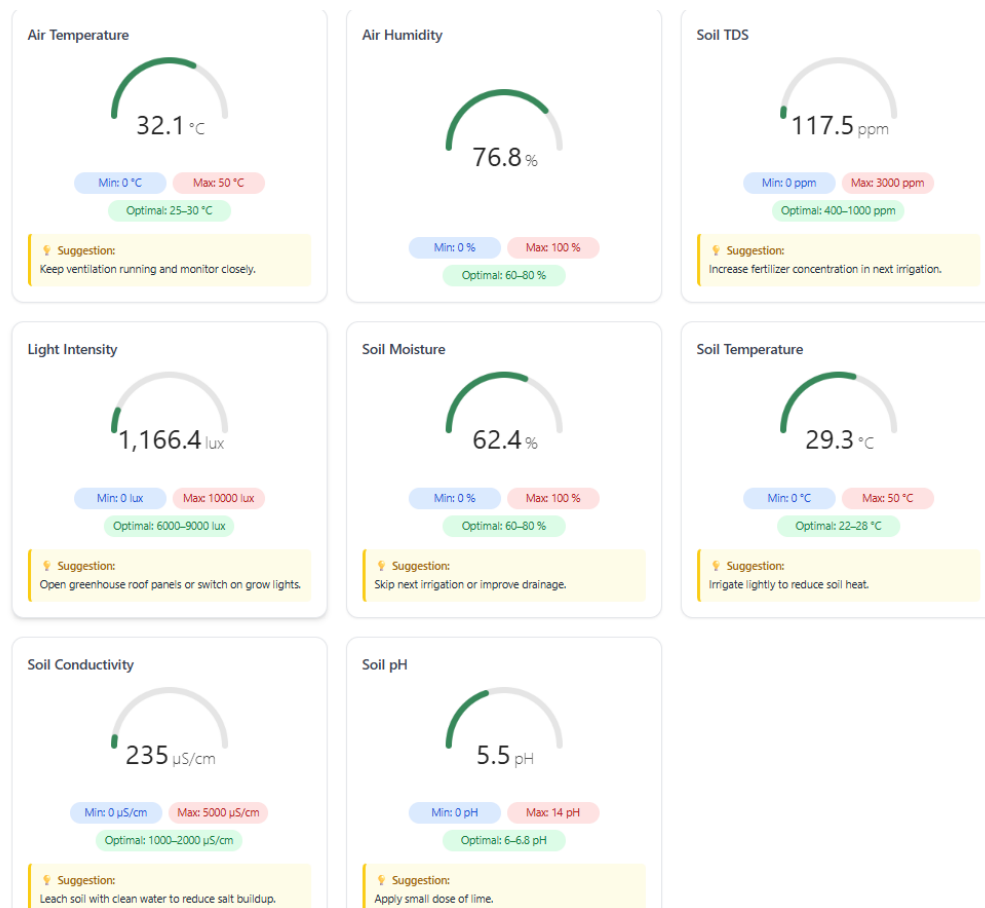 Air Temperature
32.1 °C
Min: 0 °C
Max: 50 °C
Optimal: 25–30 °C
Suggestion:
Keep ventilation running and monitor closely.
Air Humidity
76.8 %
Min: 0 %
Max: 100 %
Optimal: 60–80 %
Soil TDS
117.5 ppm
Min: 0 ppm
Max: 3000 ppm
Optimal: 400–1000 ppm
Suggestion:
Increase fertilizer concentration in next irrigation.
Light Intensity
1,166.4 lux
Min: 0 lux
Max: 10000 lux
Optimal: 6000–9000 lux
Suggestion:
Open greenhouse roof panels or switch on grow lights.
Soil Moisture
62.4 %
Min: 0 %
Max: 100 %
Optimal: 60–80 %
Suggestion:
Skip next irrigation or improve drainage.
Soil Temperature
29.3 °C
Min: 0 °C
Max: 50 °C
Optimal: 22–28 °C
Suggestion:
Irrigate lightly to reduce soil heat.
Soil Conductivity
235 µS/cm
Min: 0 µS/cm
Max: 5000 µS/cm
Optimal: 1000–2000 µS/cm
Suggestion:
Leach soil with clean water to reduce salt buildup.
Soil pH
5.5 pH
Min: 0 pH
Max: 14 pH
Optimal: 6–6.8 pH
Suggestion:
Apply small dose of lime.